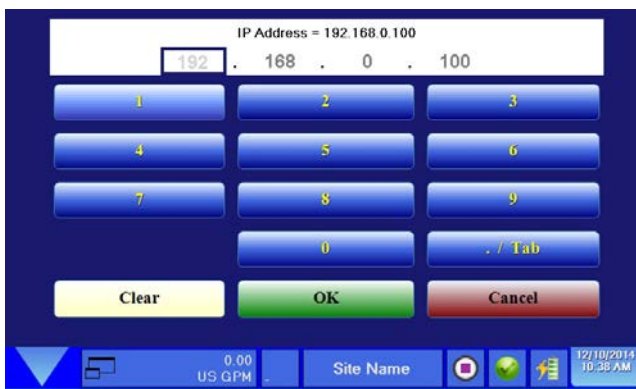 IP Address = 192.168.0.100
192 . 168 . 0 . 100
1 2 3
4 5 6
7 8 9
0 . / Tab
Clear OK Cancel
0.00
US GPM
Site Name
12/10/2014
10:38 AM